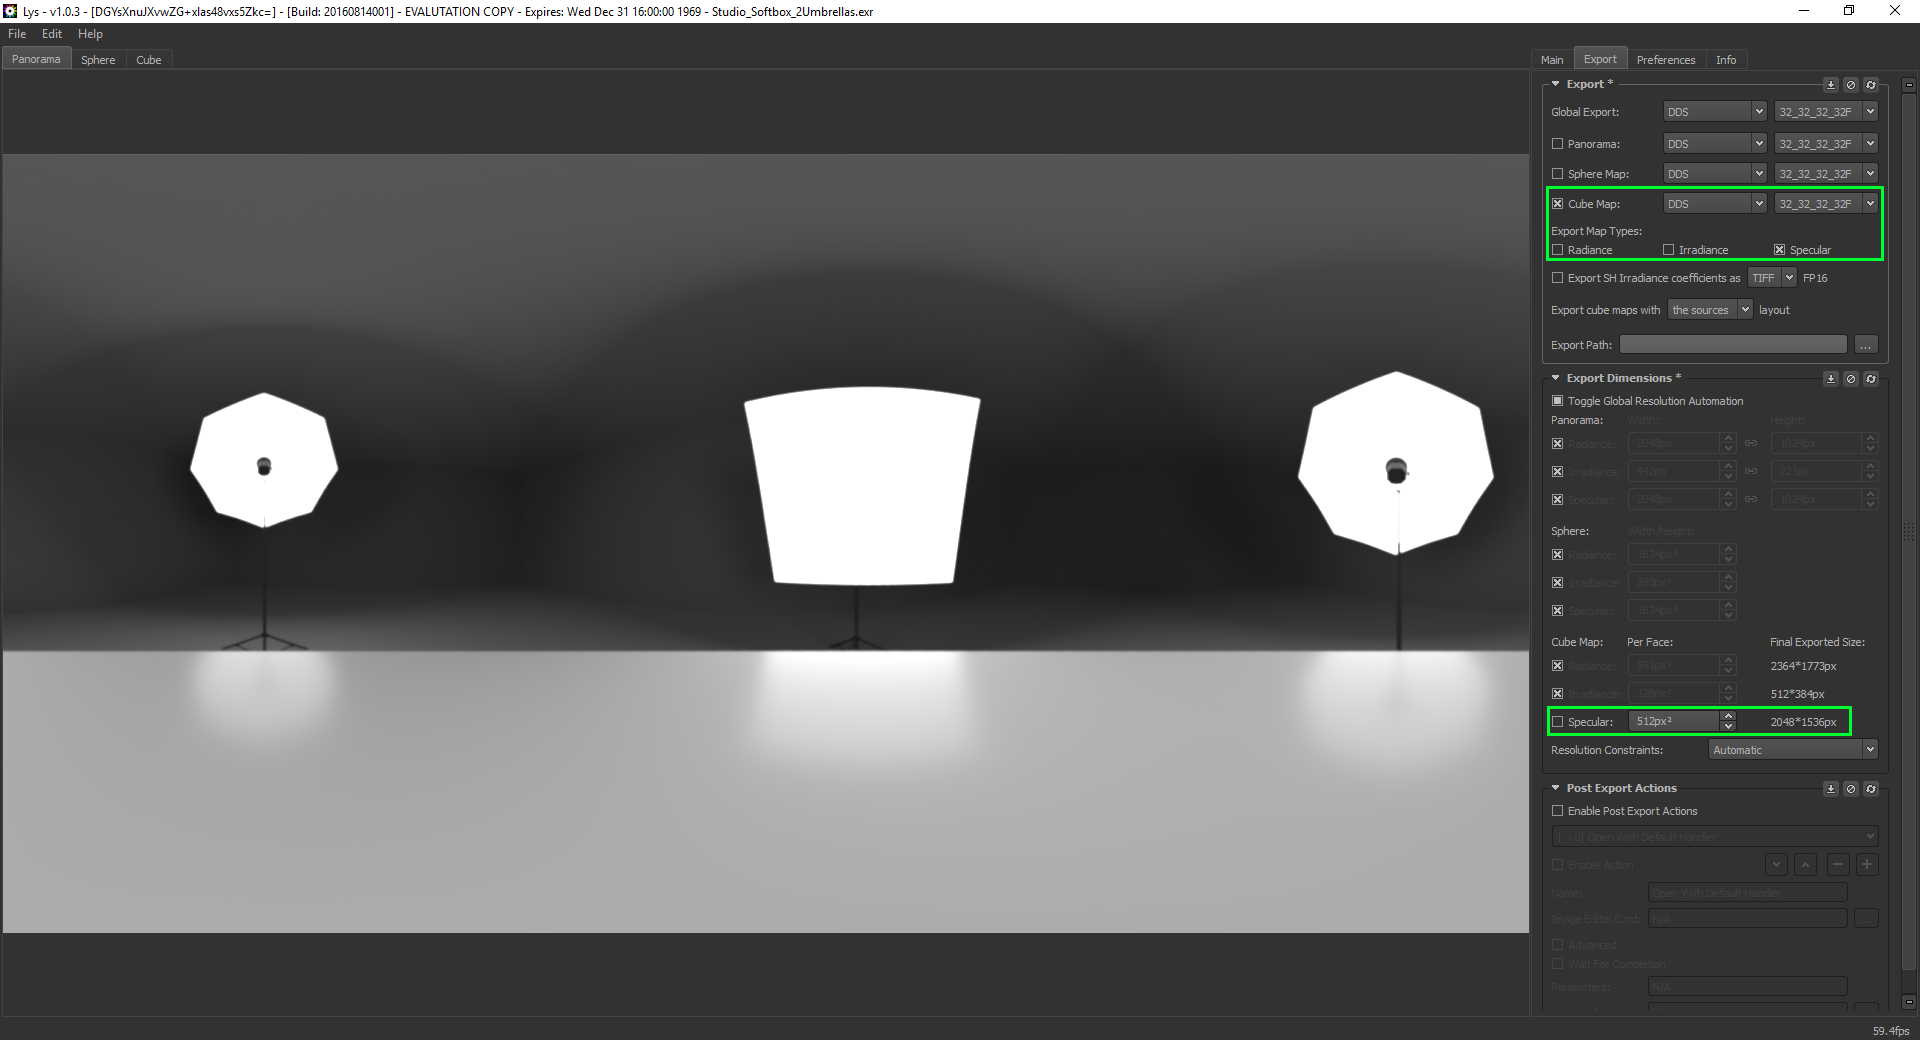 Lys - v1.0.3 - [DGYsXnuJXvwZG+xlas48vxs5Zkc=] - [Build: 20160814001] - EVALUTATION COPY - Expires: Wed Dec 31 16:00:00 1969 - Studio_Softbox_2Umbrellas.exr
File Edit Help
Panorama Sphere Cube
Main Export Preferences Info
Export *
Global Export: DDS 32_32_32_32F
Panorama: DDS 32_32_32_32F
Sphere Map: DDS 32_32_32_32F
Cube Map: DDS 32_32_32_32F
Export Map Types:
Radiance Irradiance Specular
Export SH Irradiance coefficients as TIFF FP16
Export cube maps with the sources layout
Export Path: ...
Export Dimensions *
Toggle Global Resolution Automation
Panorama: Width: Height:
Radiance: 2048px 1024px
Irradiance: 442px 221px
Specular: 2048px 1024px
Sphere: Width/Height:
Radiance: 1634px²
Irradiance: 352px²
Specular: 1634px²
Cube Map: Per Face: Final Exported Size:
Radiance: 591px² 2364*1773px
Irradiance: 128px² 512*384px
Specular: 512px² 2048*1536px
Resolution Constraints: Automatic
Post Export Actions
Enable Post Export Actions
[ : 0] Open With Default Handler
Enable Action
Name: Open With Default Handler
Image Editor/Cmd: N/A ...
Advanced
Wait For Completion
Parameters: N/A
59.4fps